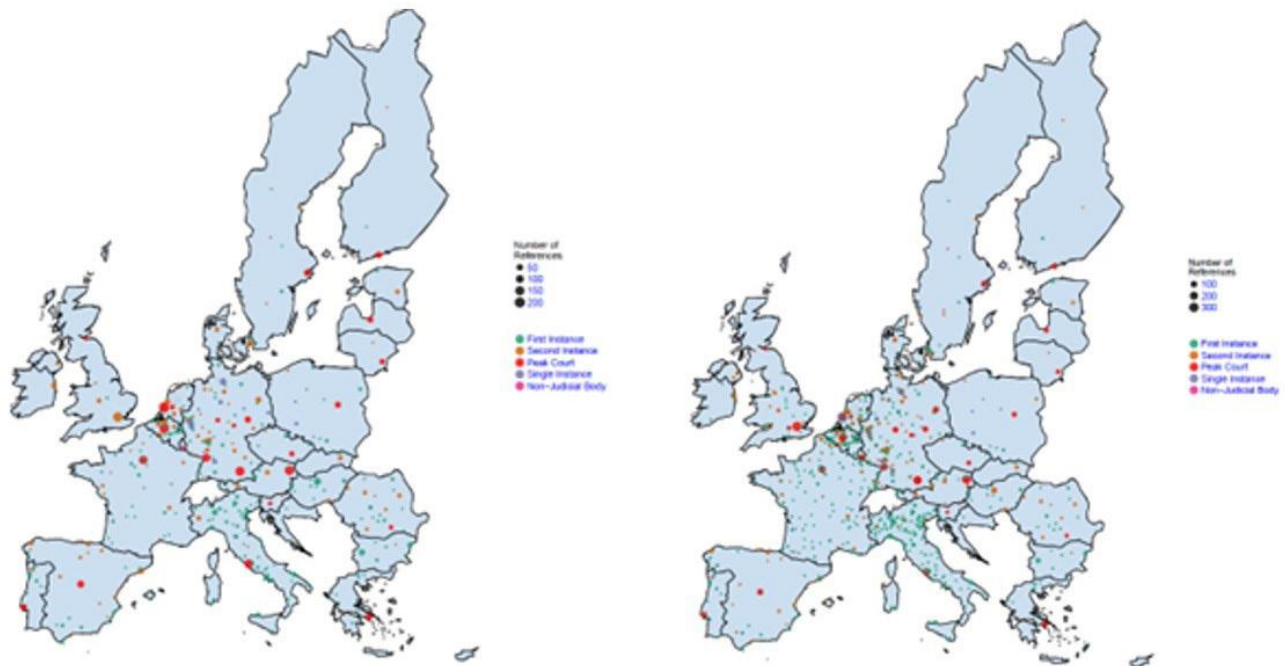 Number of
References
50
100
150
200
First Instance
Second Instance
Peak Court
Single Instance
Non-Judicial Body
Number of
References
100
200
300
First Instance
Second Instance
Peak Court
Single Instance
Non-Judicial Body